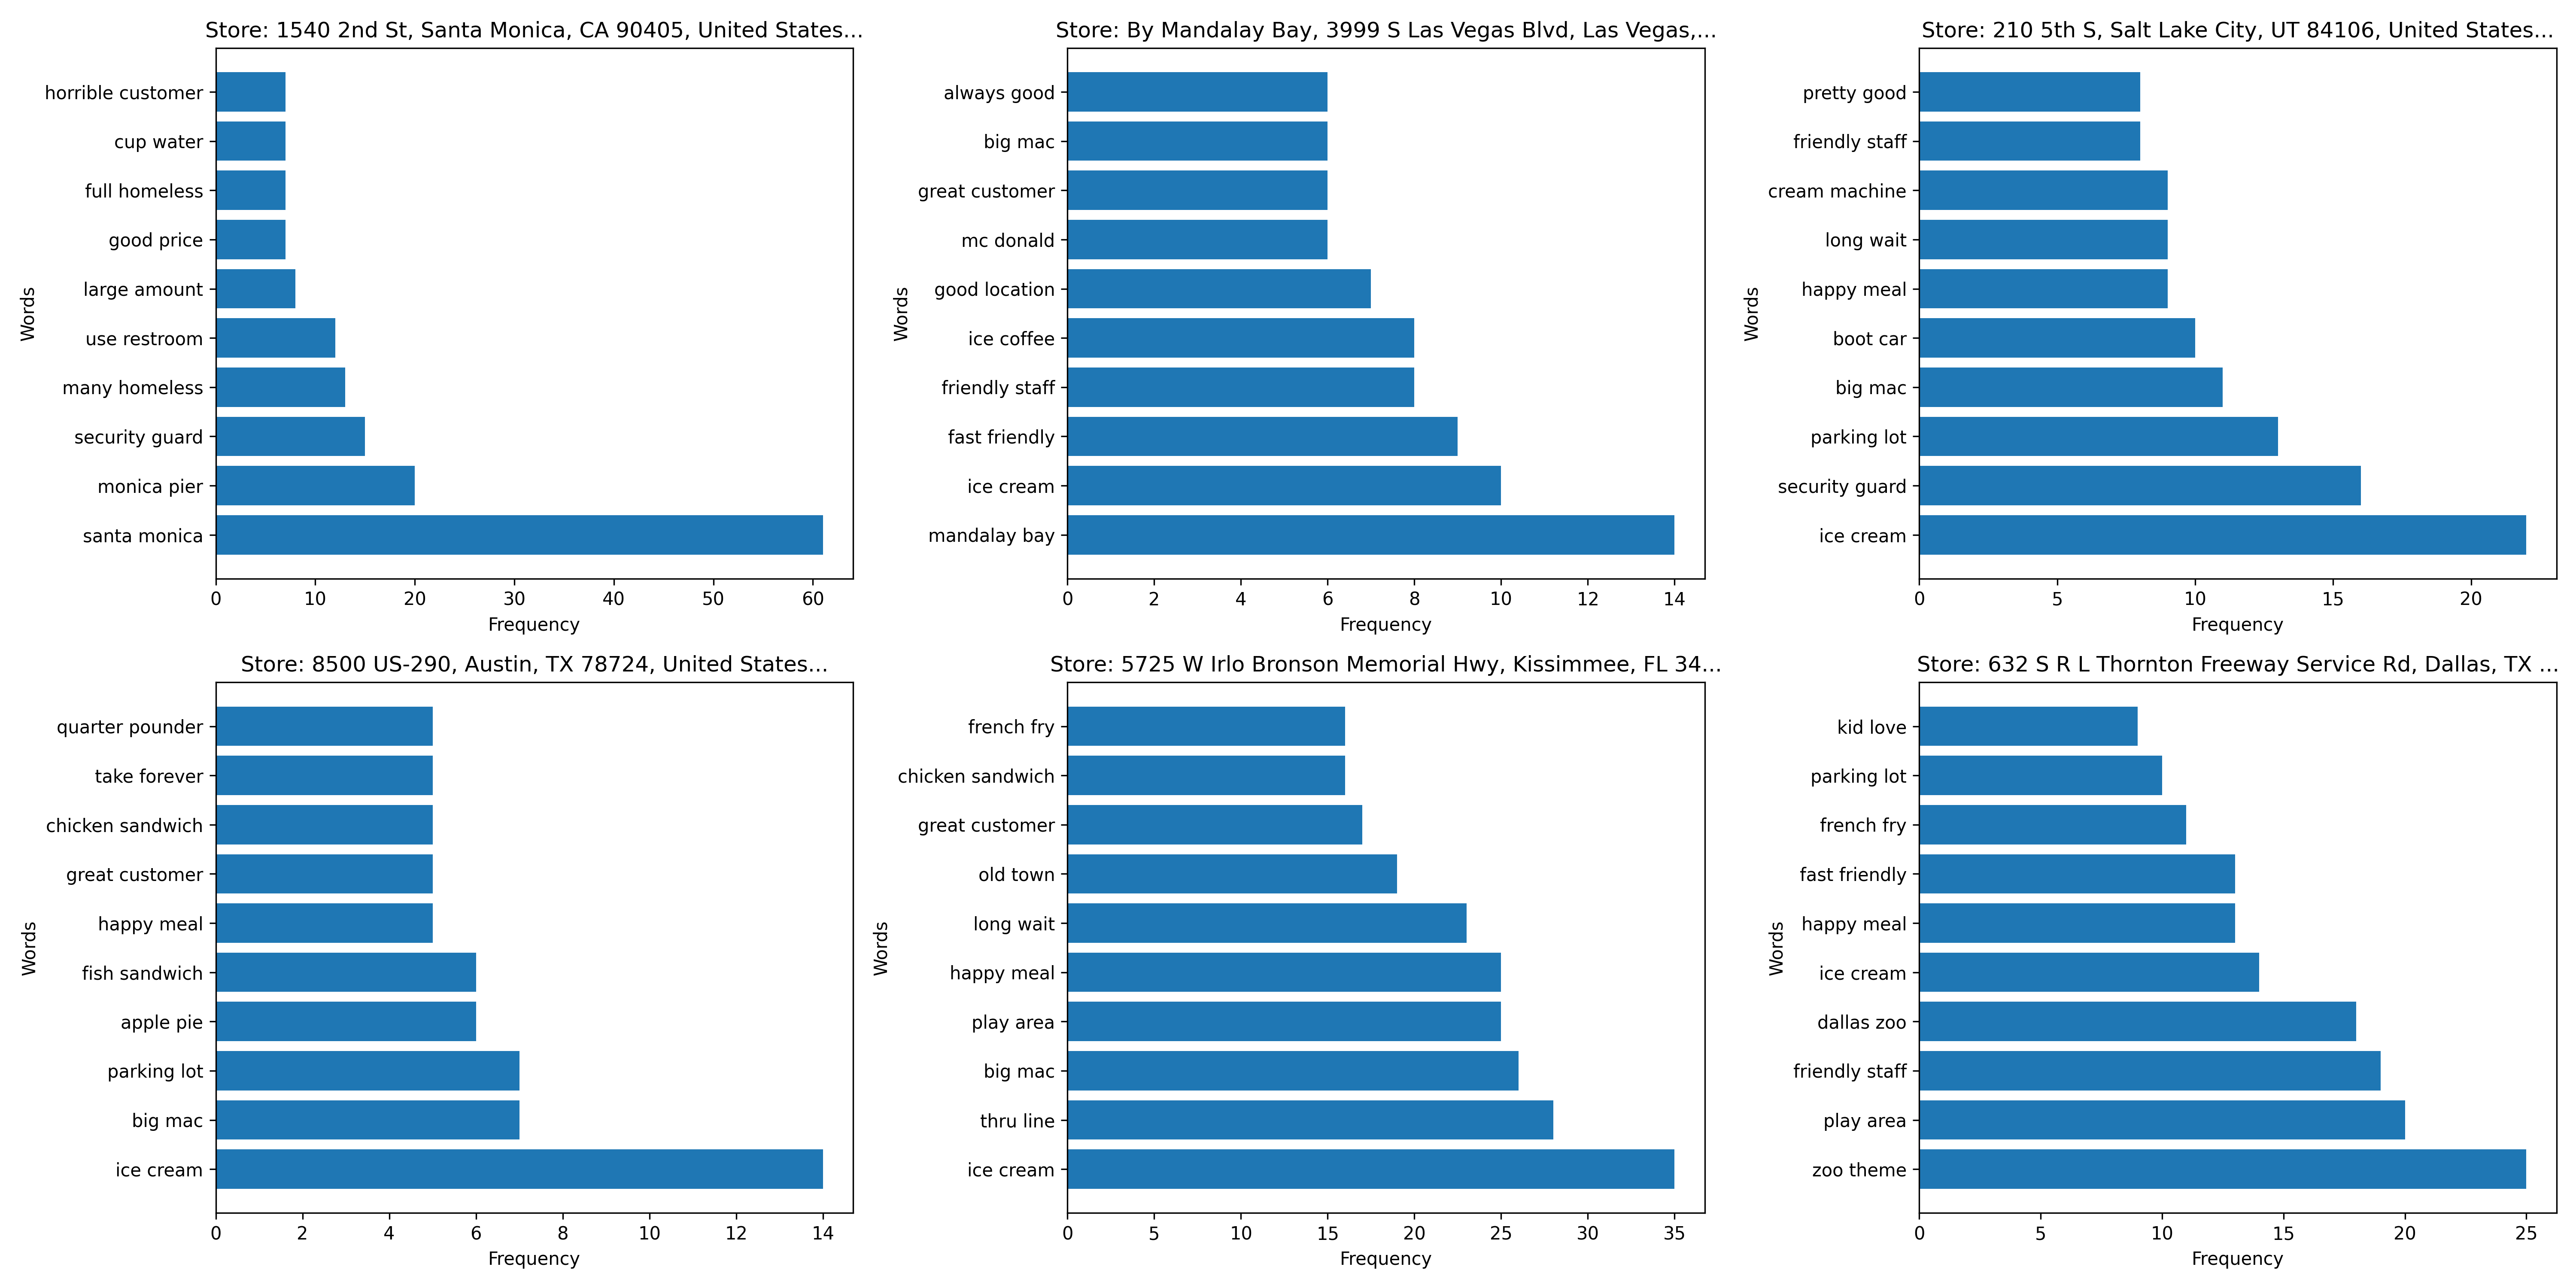 Store: 1540 2nd St, Santa Monica, CA 90405, United States...
Words
horrible customer
cup water
full homeless
good price
large amount
use restroom
many homeless
security guard
monica pier
santa monica
0 10 20 30 40 50 60
Frequency
Store: By Mandalay Bay, 3999 S Las Vegas Blvd, Las Vegas,...
Words
always good
big mac
great customer
mc donald
good location
ice coffee
friendly staff
fast friendly
ice cream
mandalay bay
0 2 4 6 8 10 12 14
Frequency
Store: 210 5th S, Salt Lake City, UT 84106, United States...
Words
pretty good
friendly staff
cream machine
long wait
happy meal
boot car
big mac
parking lot
security guard
ice cream
0 5 10 15 20
Frequency
Store: 8500 US-290, Austin, TX 78724, United States...
Words
quarter pounder
take forever
chicken sandwich
great customer
happy meal
fish sandwich
apple pie
parking lot
big mac
ice cream
0 2 4 6 8 10 12 14
Frequency
Store: 5725 W Irlo Bronson Memorial Hwy, Kissimmee, FL 34...
Words
french fry
chicken sandwich
great customer
old town
long wait
happy meal
play area
big mac
thru line
ice cream
0 5 10 15 20 25 30 35
Frequency
Store: 632 S R L Thornton Freeway Service Rd, Dallas, TX ...
Words
kid love
parking lot
french fry
fast friendly
happy meal
ice cream
dallas zoo
friendly staff
play area
zoo theme
0 5 10 15 20 25
Frequency